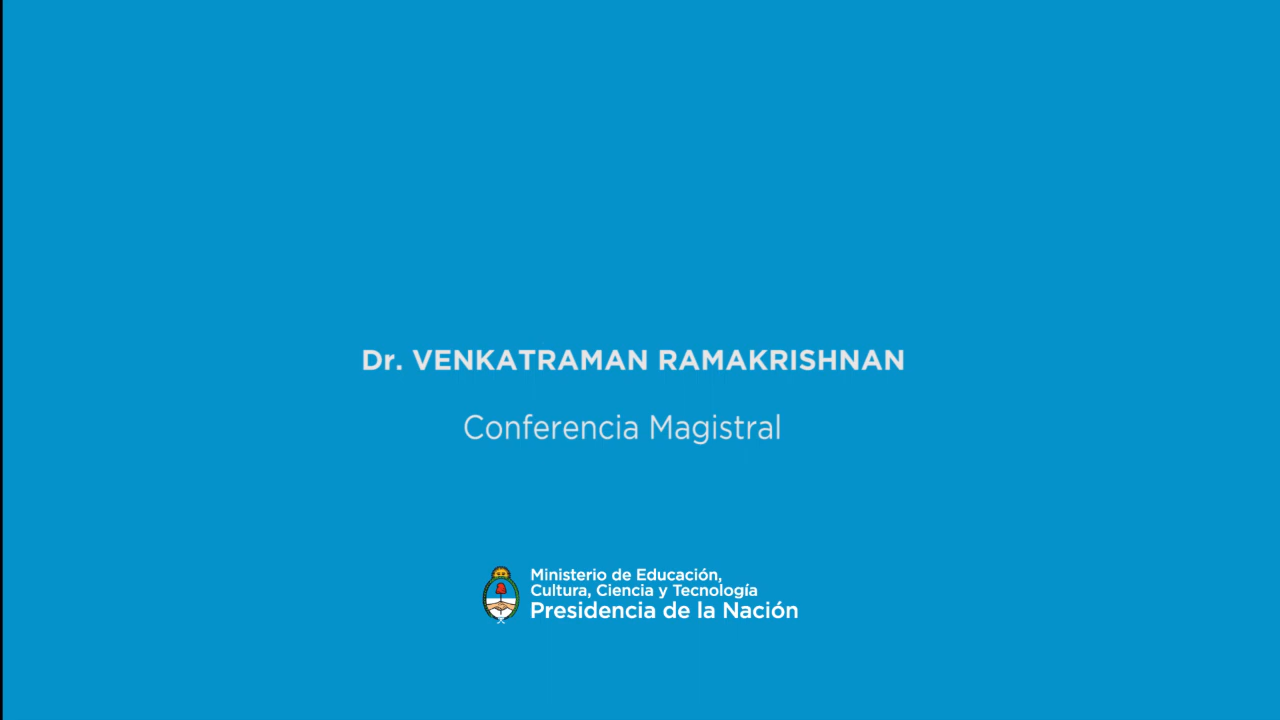 Dr. VENKATRAMAN RAMAKRISHNAN
Conferencia Magistral
Ministerio de Educación,
Cultura, Ciencia y Tecnología
Presidencia de la Nación